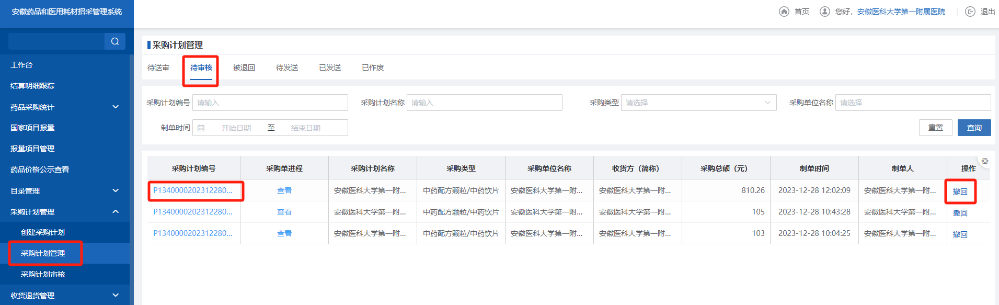 安徽药品和医用耗材招采管理系统
首页
您好，安徽医科大学第一附属医院
退出
工作台
结算明细跟踪
药品采购统计
国家项目报量
报量项目管理
药品价格公示查看
目录管理
采购计划管理
创建采购计划
采购计划管理
采购计划审核
收货退货管理
采购计划管理
待送审 待审核 被退回 待发送 已发送 已作废
采购计划编号 请输入 采购计划名称 请输入 采购类型 请选择 采购单位名称 请选择
制单时间 开始日期 至 结束日期 重置 查询
采购计划编号 采购单进程 采购计划名称 采购类型 采购单位名称 收货方（简称） 采购总额（元） 制单时间 制单人 操作
P1340000202312280... 查看 安徽医科大学第一附... 中药配方颗粒/中药饮片 安徽医科大学第一附... 安徽医科大学第一附... 810.26 2023-12-28 12:02:09 安徽医科大学第一附... 撤回
P1340000202312280... 查看 安徽医科大学第一附... 中药配方颗粒/中药饮片 安徽医科大学第一附... 安徽医科大学第一附... 105 2023-12-28 10:43:28 安徽医科大学第一附... 撤回
P1340000202312280... 查看 安徽医科大学第一附... 中药配方颗粒/中药饮片 安徽医科大学第一附... 安徽医科大学第一附... 103 2023-12-28 10:04:25 安徽医科大学第一附... 撤回